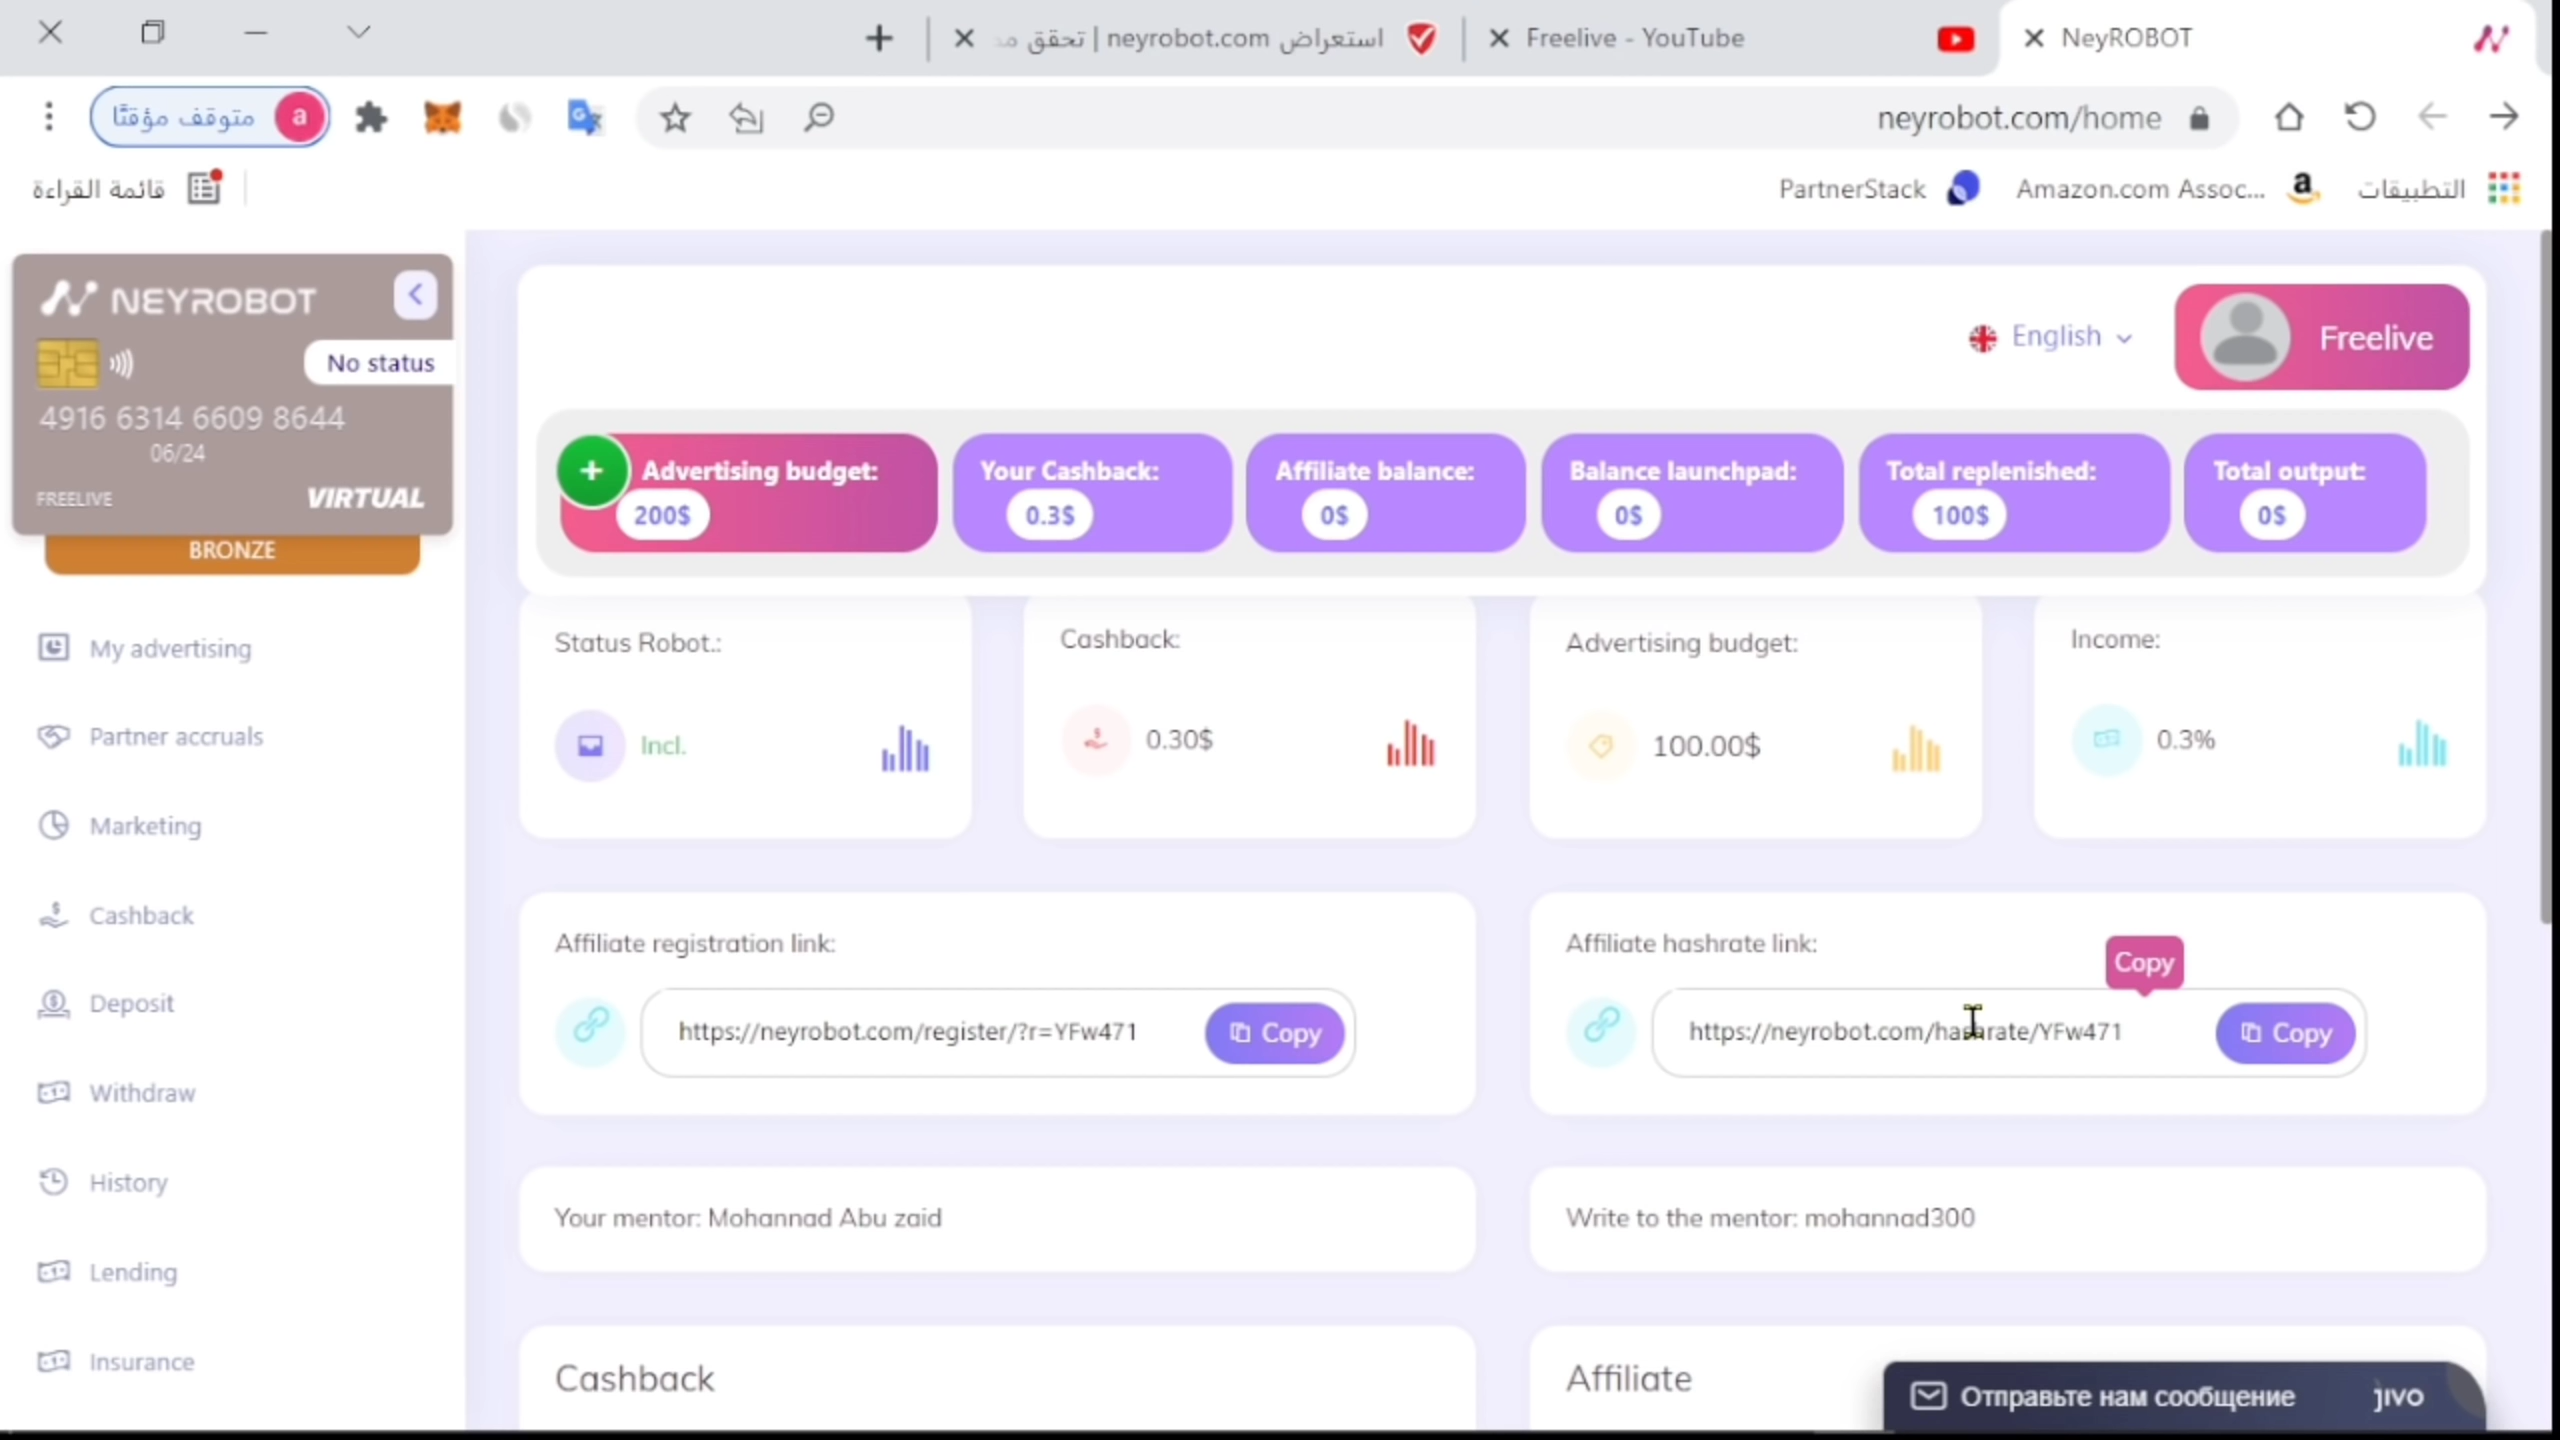 NeyROBOT
Freelive - YouTube
استعراض neyrobot.com | تحقق مد
neyrobot.com/home
متوقف مؤقتًا
a
التطبيقات
Amazon.com Assoc...
PartnerStack
قائمة القراءة
NEYROBOT
No status
4916 6314 6609 8644
06/24
FREELIVE
VIRTUAL
BRONZE
My advertising
Partner accruals
Marketing
Cashback
Deposit
Withdraw
History
Lending
Insurance
English
Freelive
+
Advertising budget:
200$
Your Cashback:
0.3$
Affiliate balance:
0$
Balance launchpad:
0$
Total replenished:
100$
Total output:
0$
Status Robot.:
Incl.
Cashback:
0.30$
Advertising budget:
100.00$
Income:
0.3%
Affiliate registration link:
https://neyrobot.com/register/?r=YFw471
Copy
Affiliate hashrate link:
Copy
https://neyrobot.com/hashrate/YFw471
Copy
Your mentor: Mohannad Abu zaid
Write to the mentor: mohannad300
Cashback
Affiliate
Отправьте нам сообщение
jivo